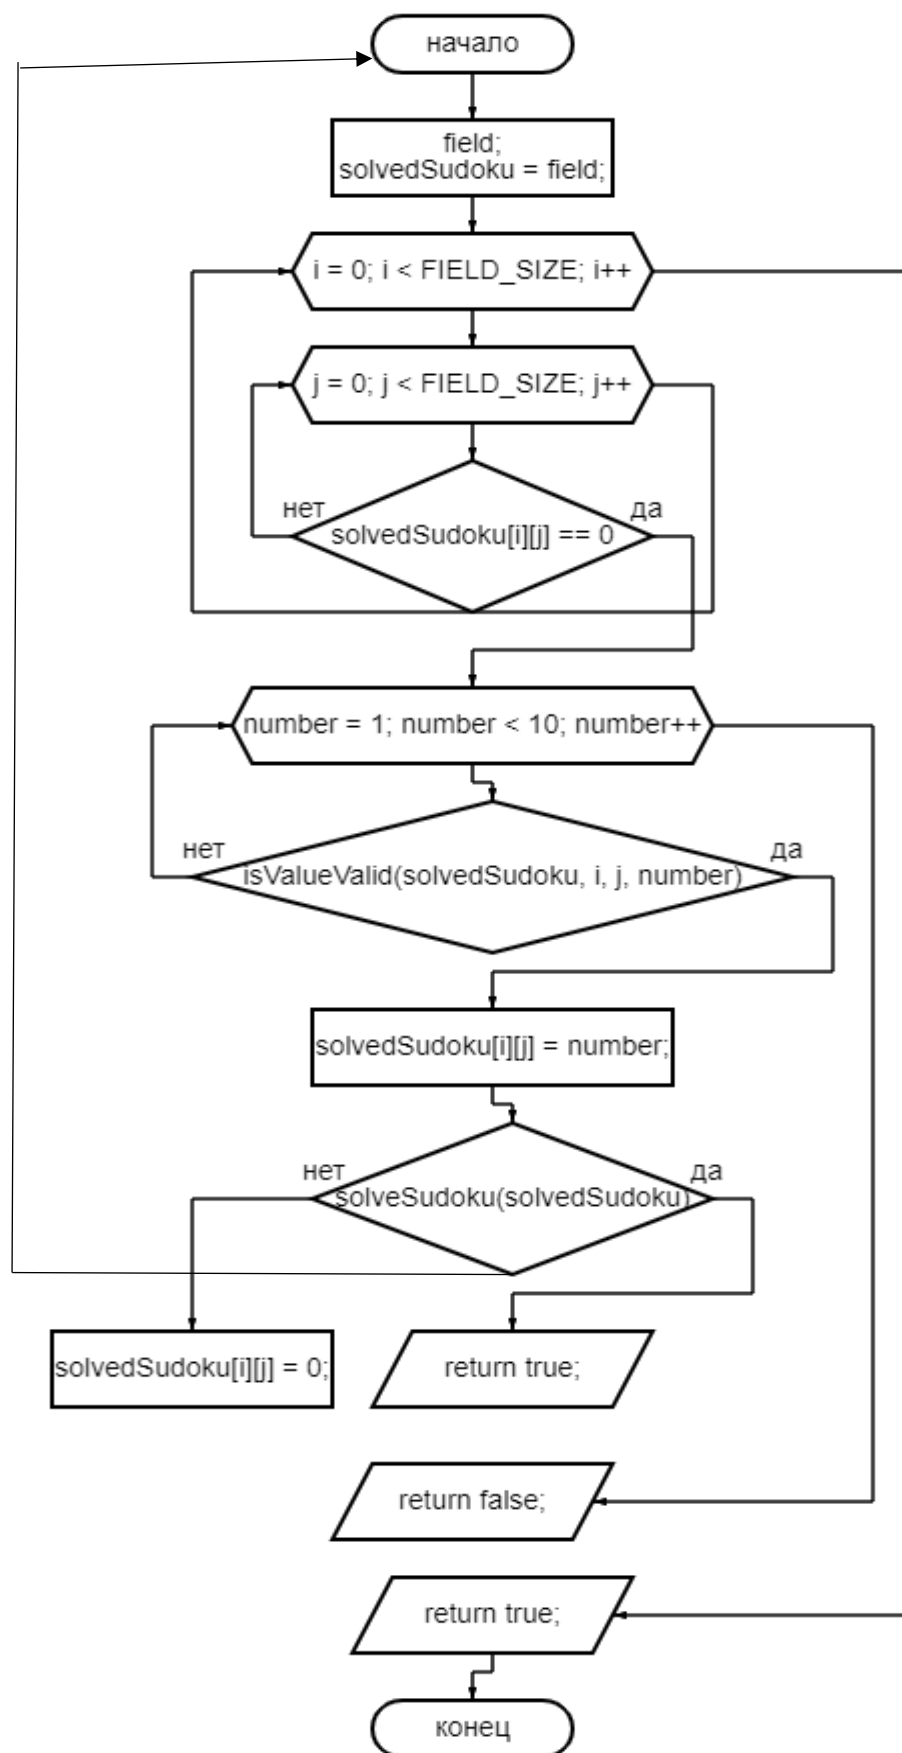 начало
field;
solvedSudoku = field;
i = 0; i < FIELD_SIZE; i++
j = 0; j < FIELD_SIZE; j++
нет
да
solvedSudoku[i][j] == 0
number = 1; number < 10; number++
нет
да
isValueValid(solvedSudoku, i, j, number)
solvedSudoku[i][j] = number;
нет
да
solveSudoku(solvedSudoku)
solvedSudoku[i][j] = 0;
return true;
return false;
return true;
конец